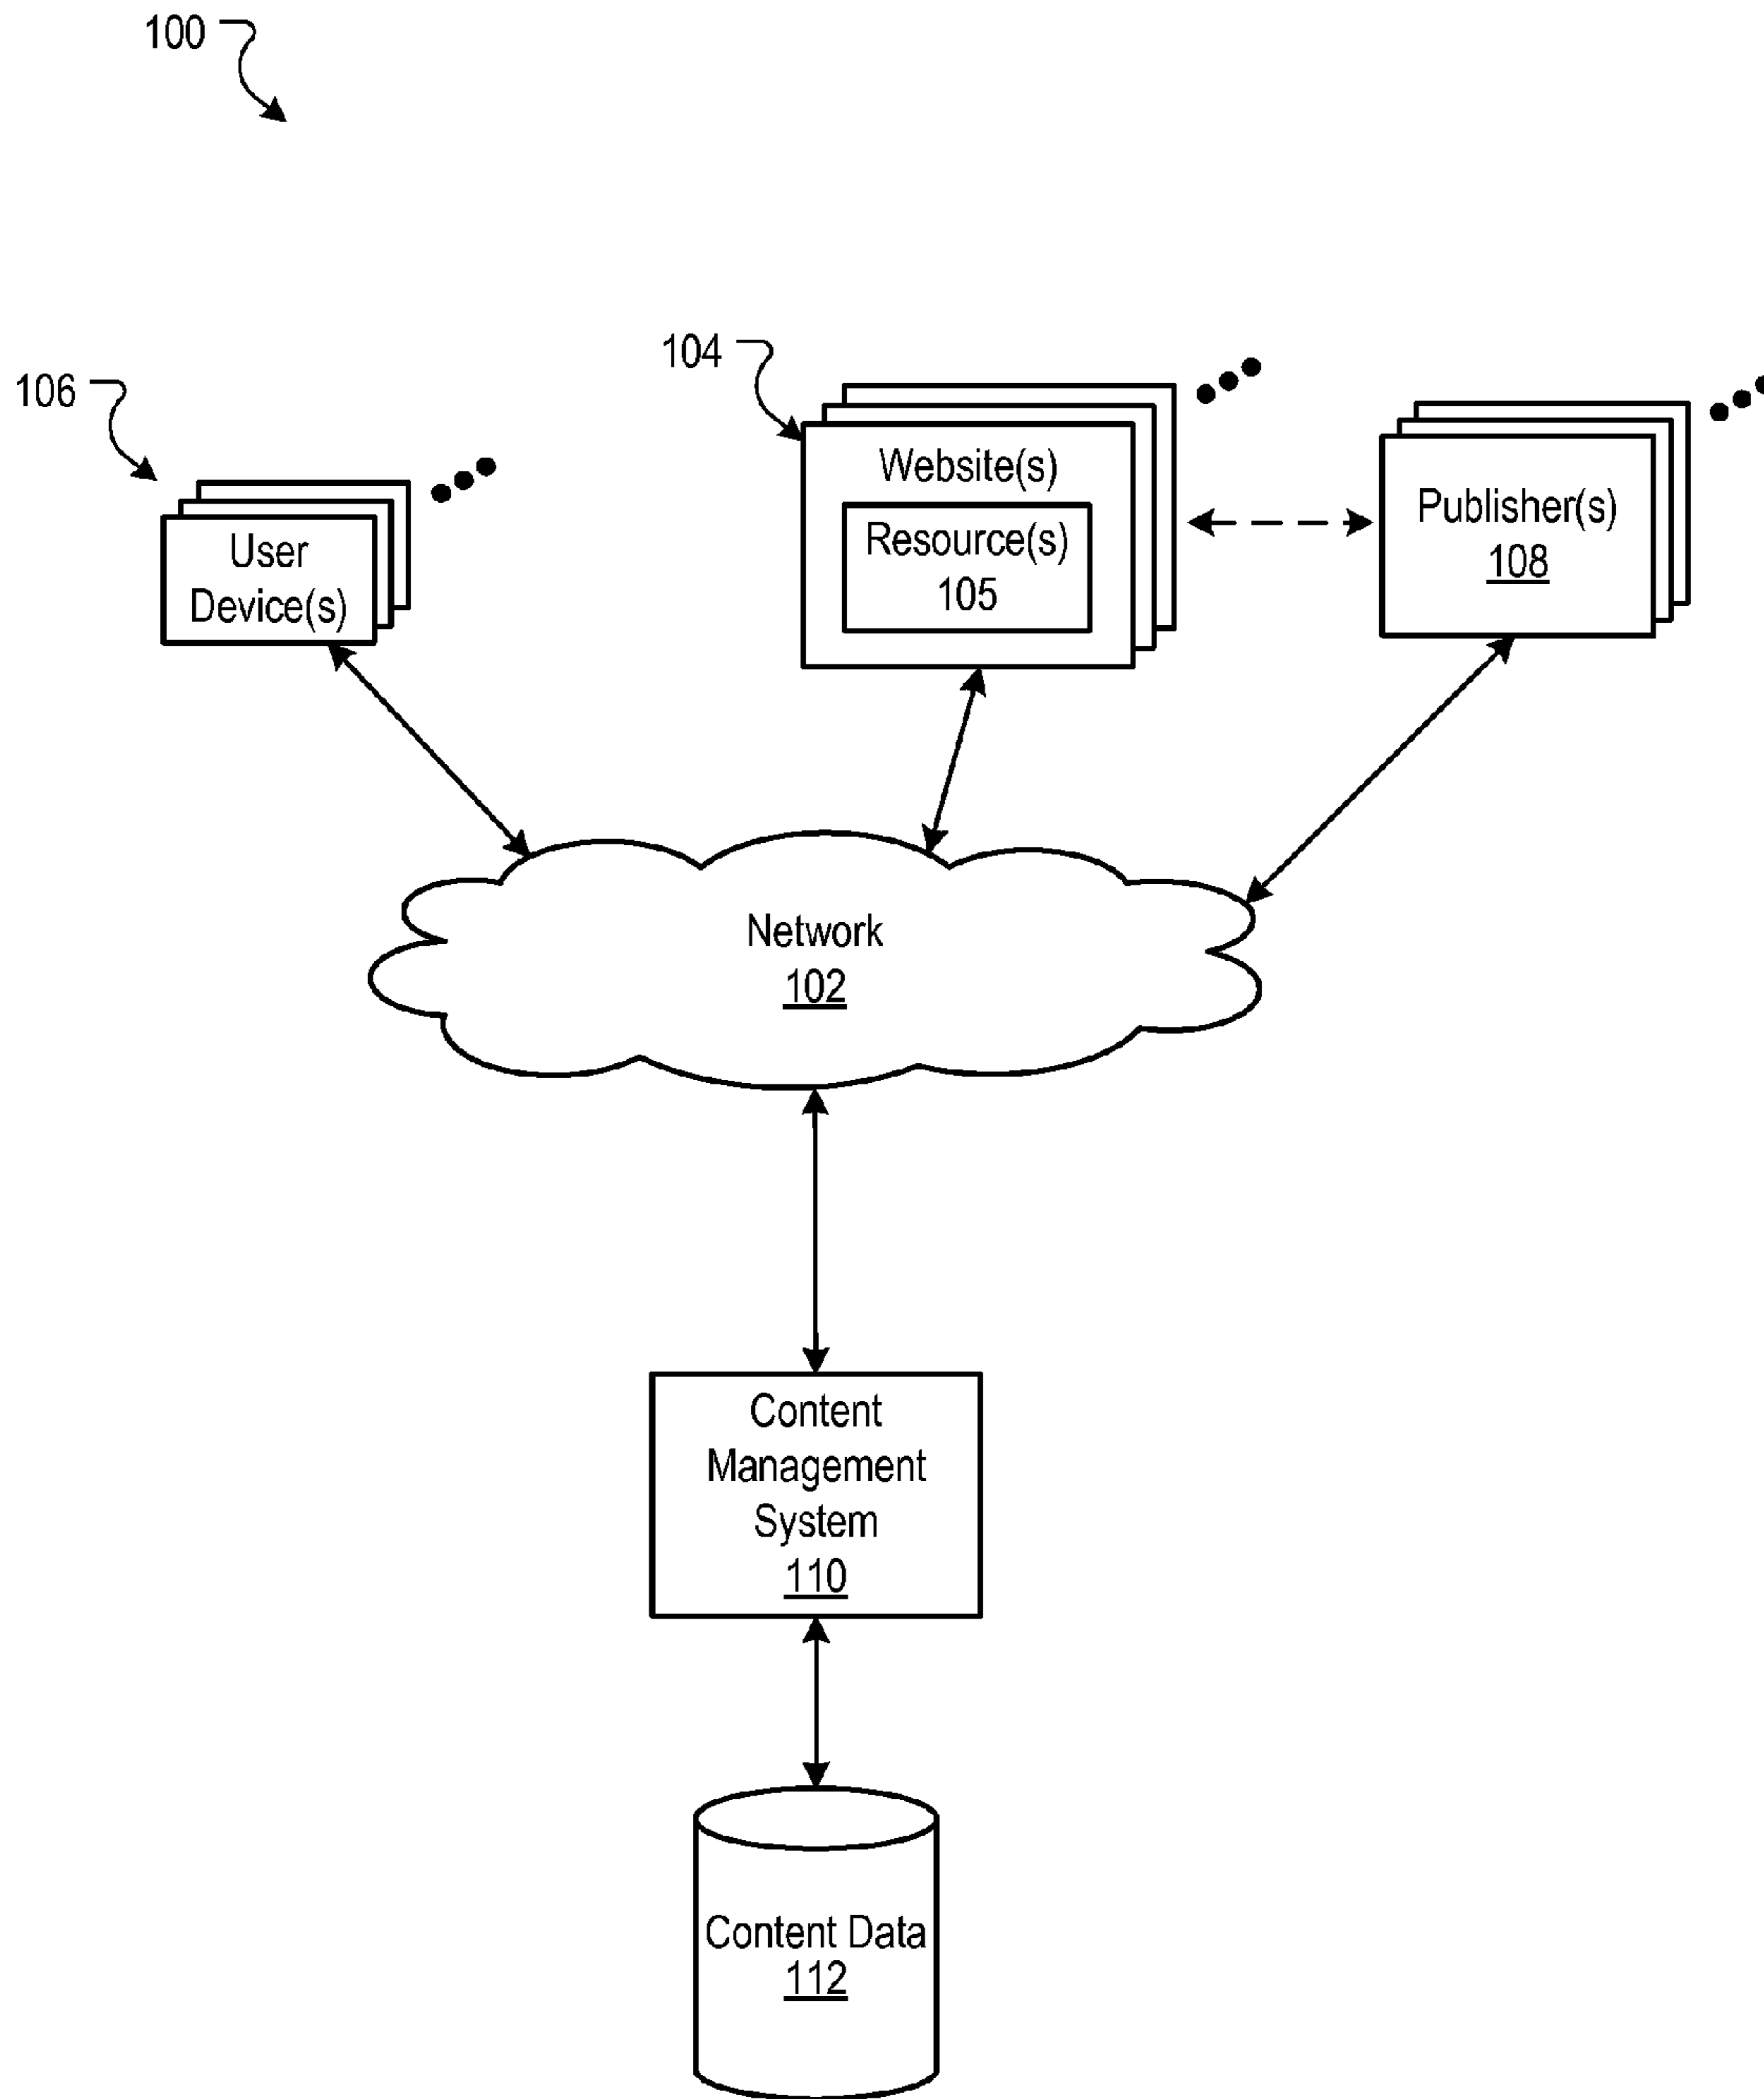 100
104
106
Website(s)
Resource(s)
105
Publisher(s)
108
User
Device(s)
Network
102
Content
Management
System
110
Content Data
112